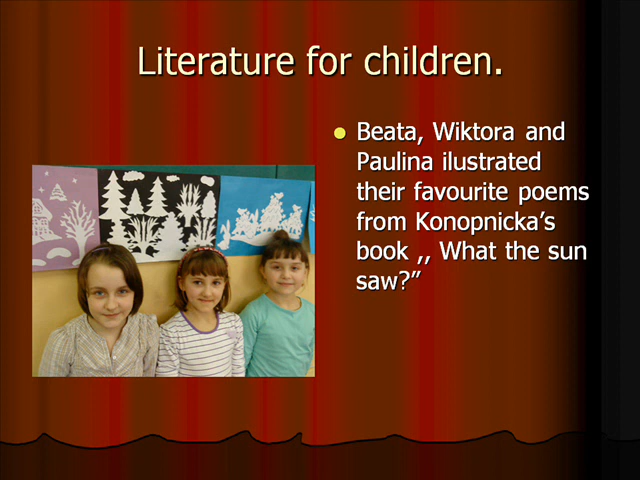 Literature for children.
Beata, Wiktora and
Paulina ilustrated
their favourite poems
from Konopnicka’s
book ,, What the sun
saw?”